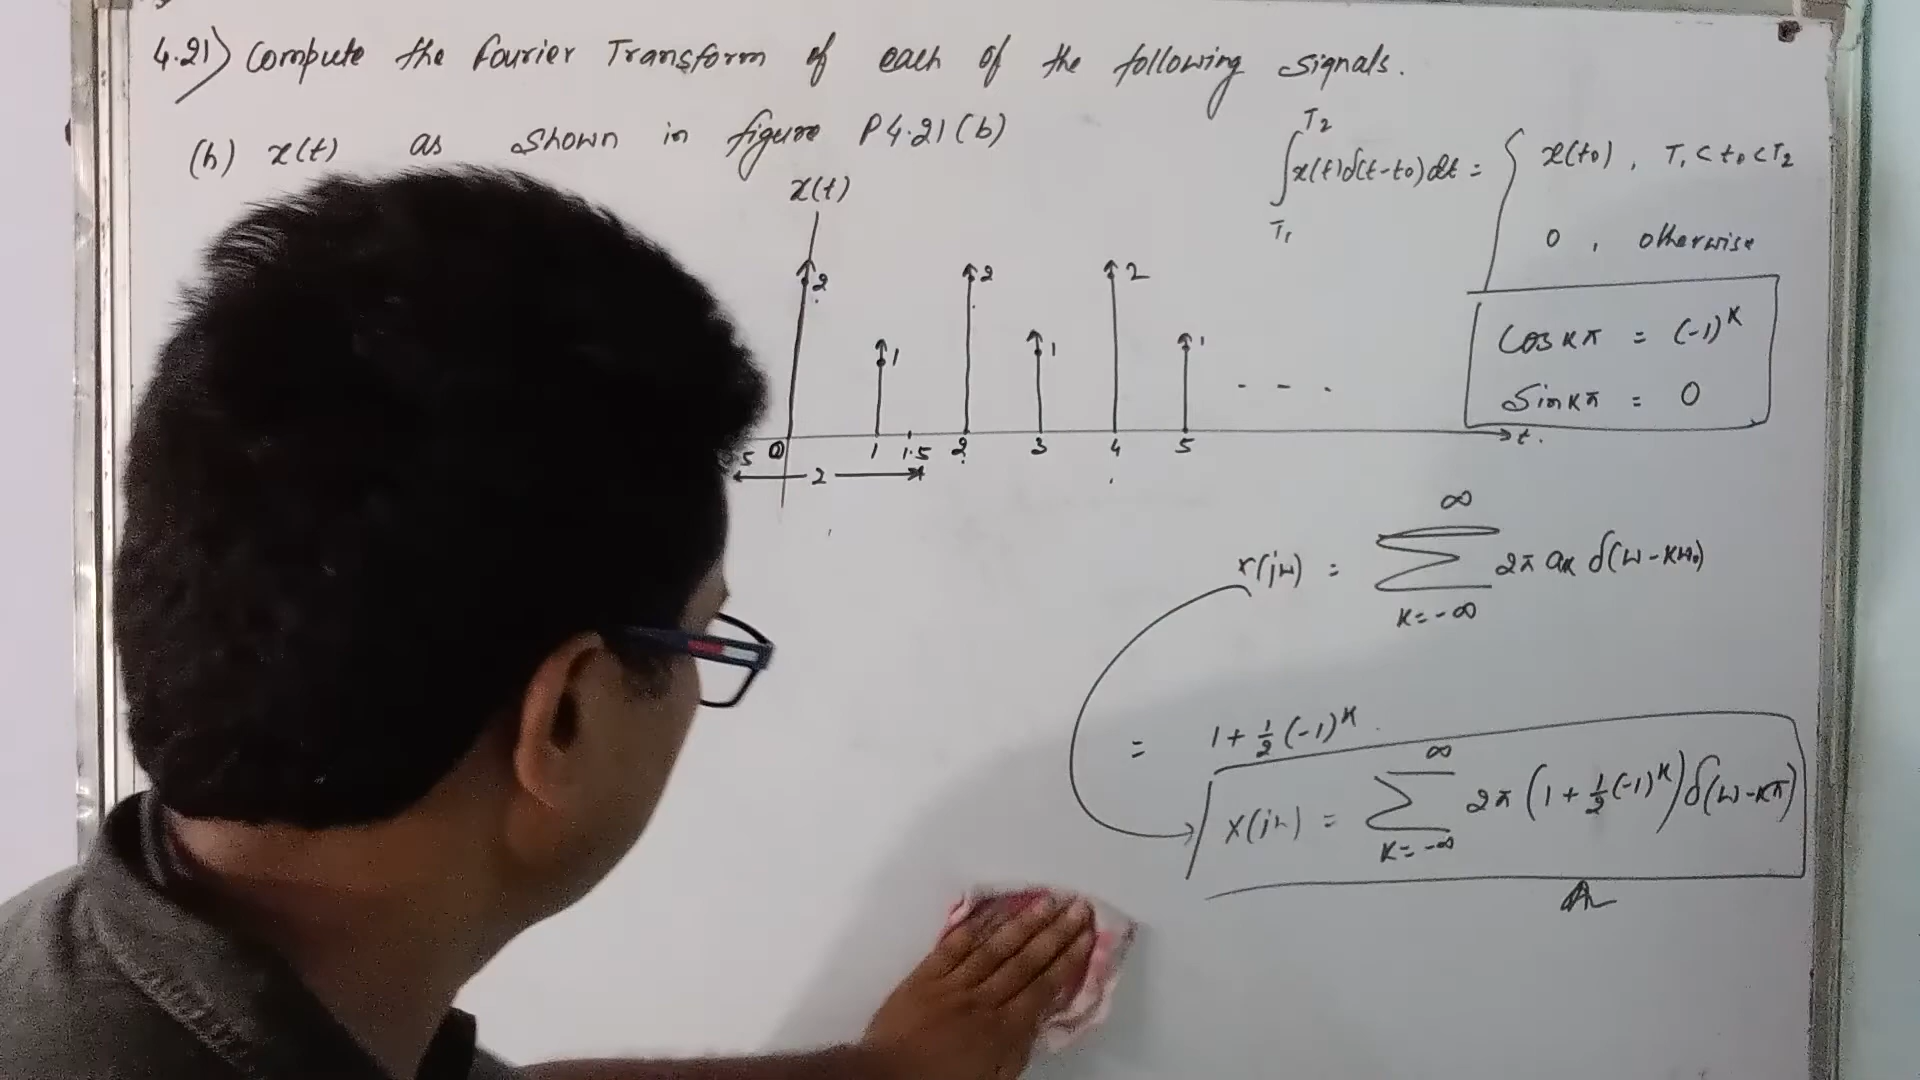 4.21) Compute the Fourier Transform of each of the following signals.
(h) x(t) as shown in figure P4.21(b)
x(t)
2 1 2 1 2 1 - - -
.5 0 1 1.5 2 3 4 5 t.
2
∫_{T1}^{T2} x(t)δ(t-t0)dt = { x(t0), T1 < t0 < T2
0, otherwise
Cos Kπ = (-1)^K
Sin Kπ = 0
x(jω) = ∑_{K=-∞}^{∞} 2π aK δ(ω-Kω0)
= 1 + 1/2 (-1)^K.
X(jω) = ∑_{K=-∞}^{∞} 2π (1 + 1/2 (-1)^K) δ(ω-Kπ)